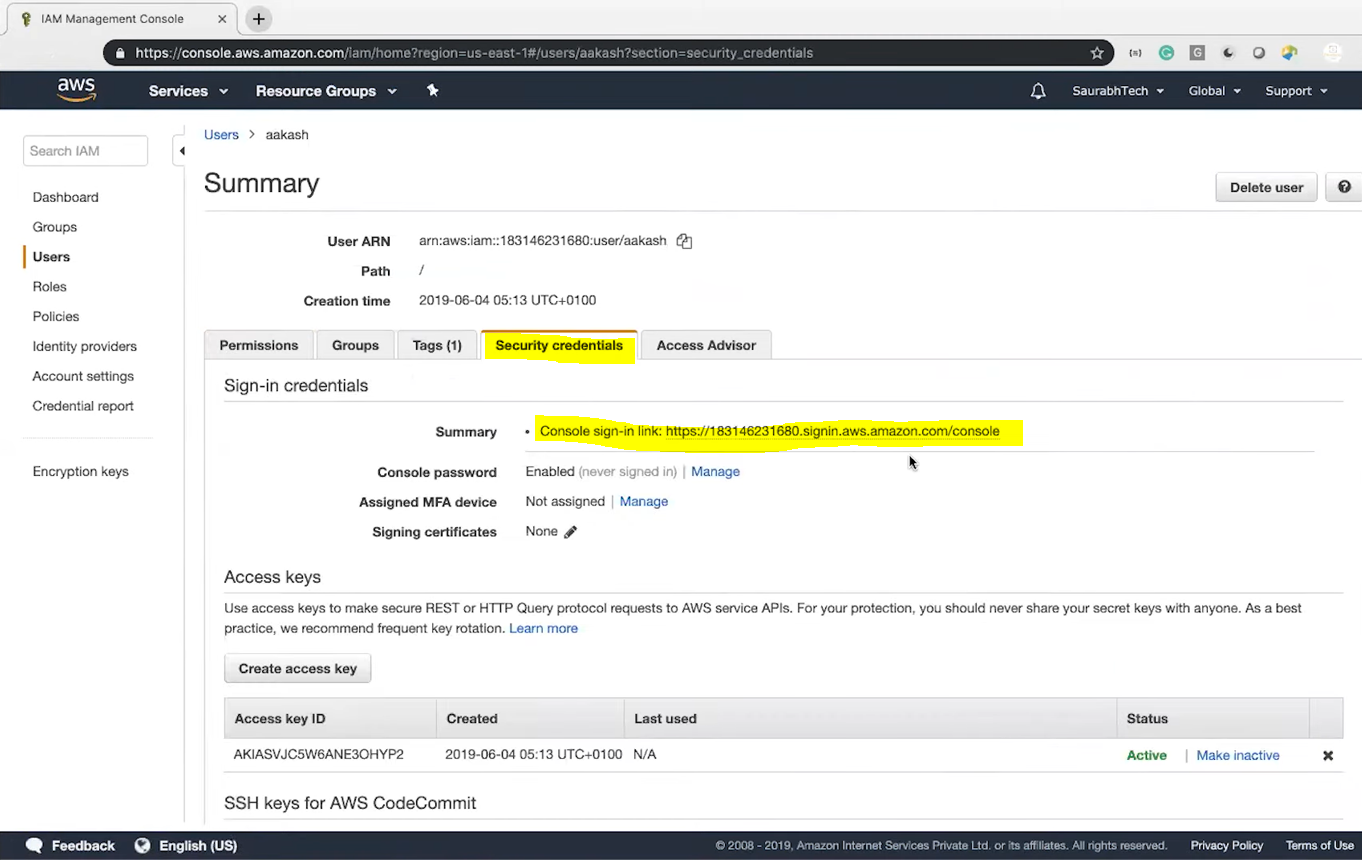 IAM Management Console
https://console.aws.amazon.com/iam/home?region=us-east-1#/users/aakash?section=security_credentials
aws Services Resource Groups SaurabhTech Global Support
Search IAM
Dashboard
Groups
Users
Roles
Policies
Identity providers
Account settings
Credential report
Encryption keys
Users > aakash
Summary
Delete user
User ARN arn:aws:iam::183146231680:user/aakash
Path /
Creation time 2019-06-04 05:13 UTC+0100
Permissions Groups Tags (1) Security credentials Access Advisor
Sign-in credentials
Summary • Console sign-in link: https://183146231680.signin.aws.amazon.com/console
Console password Enabled (never signed in) | Manage
Assigned MFA device Not assigned | Manage
Signing certificates None
Access keys
Use access keys to make secure REST or HTTP Query protocol requests to AWS service APIs. For your protection, you should never share your secret keys with anyone. As a best
practice, we recommend frequent key rotation. Learn more
Create access key
Access key ID Created Last used Status
AKIASVJC5W6ANE3OHYP2 2019-06-04 05:13 UTC+0100 N/A Active | Make inactive
SSH keys for AWS CodeCommit
Feedback English (US) © 2008 - 2019, Amazon Internet Services Private Ltd. or its affiliates. All rights reserved. Privacy Policy Terms of Use